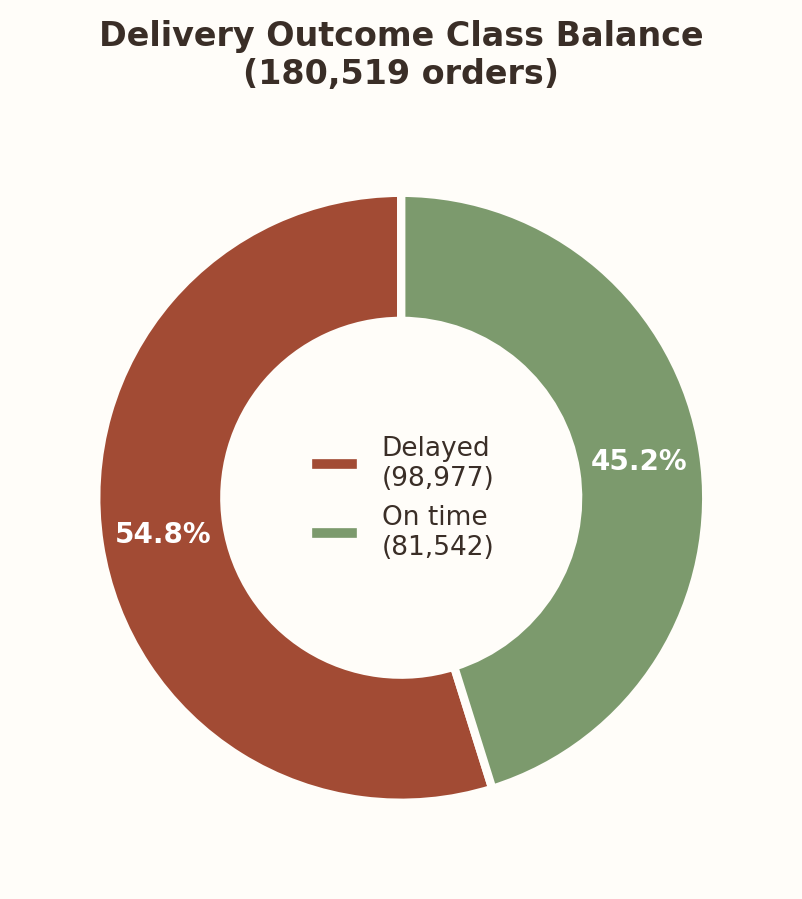 Delivery Outcome Class Balance
(180,519 orders)
Delayed
(98,977)
On time
(81,542)
45.2%
54.8%